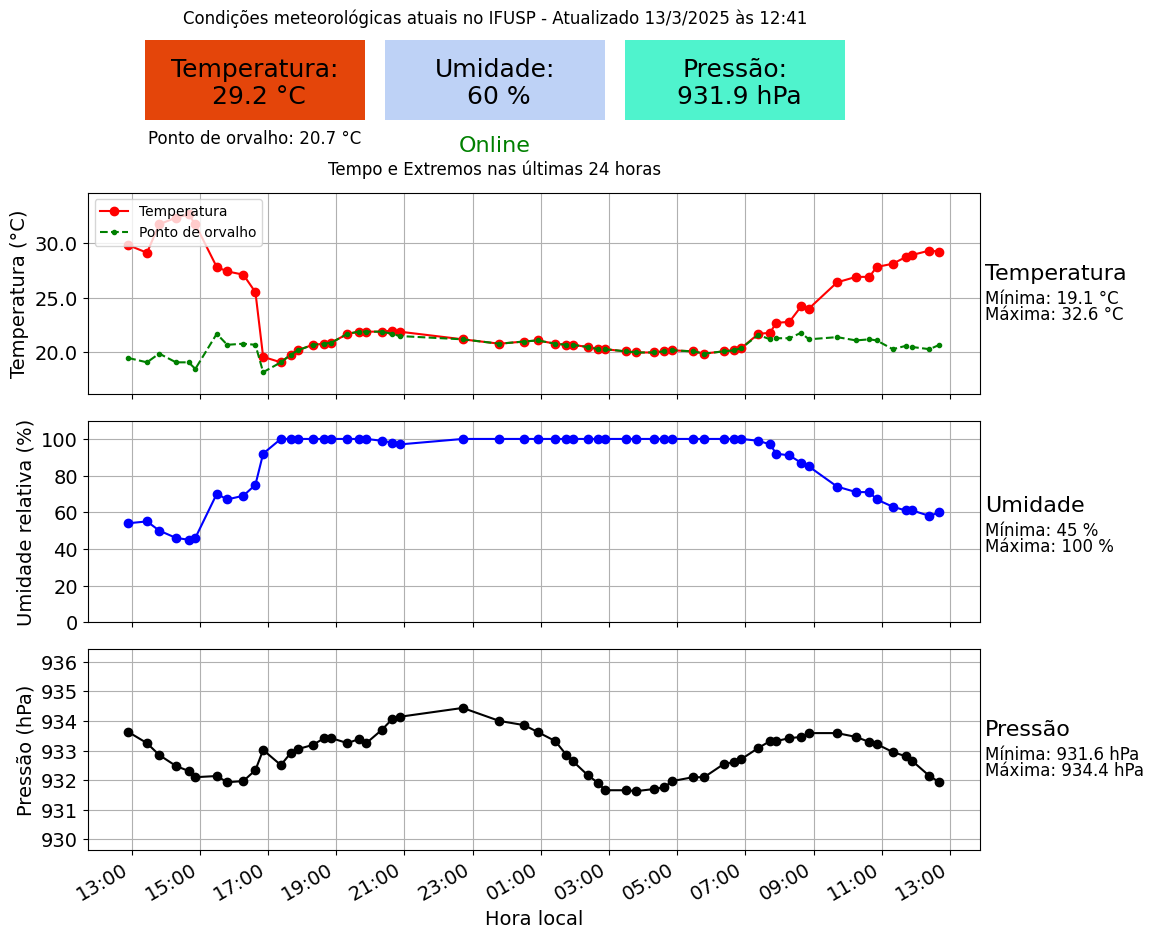 Condições meteorológicas atuais no IFUSP - Atualizado 13/3/2025 às 12:41
Temperatura:
29.2 °C
Umidade:
60 %
Pressão:
931.9 hPa
Ponto de orvalho: 20.7 °C
Online
Tempo e Extremos nas últimas 24 horas
Temperatura (°C)
30.0
25.0
20.0
Temperatura
Ponto de orvalho
Temperatura
Mínima: 19.1 °C
Máxima: 32.6 °C
Umidade relativa (%)
100
80
60
40
20
0
Umidade
Mínima: 45 %
Máxima: 100 %
Pressão (hPa)
936
935
934
933
932
931
930
Pressão
Mínima: 931.6 hPa
Máxima: 934.4 hPa
13:00 15:00 17:00 19:00 21:00 23:00 01:00 03:00 05:00 07:00 09:00 11:00 13:00
Hora local